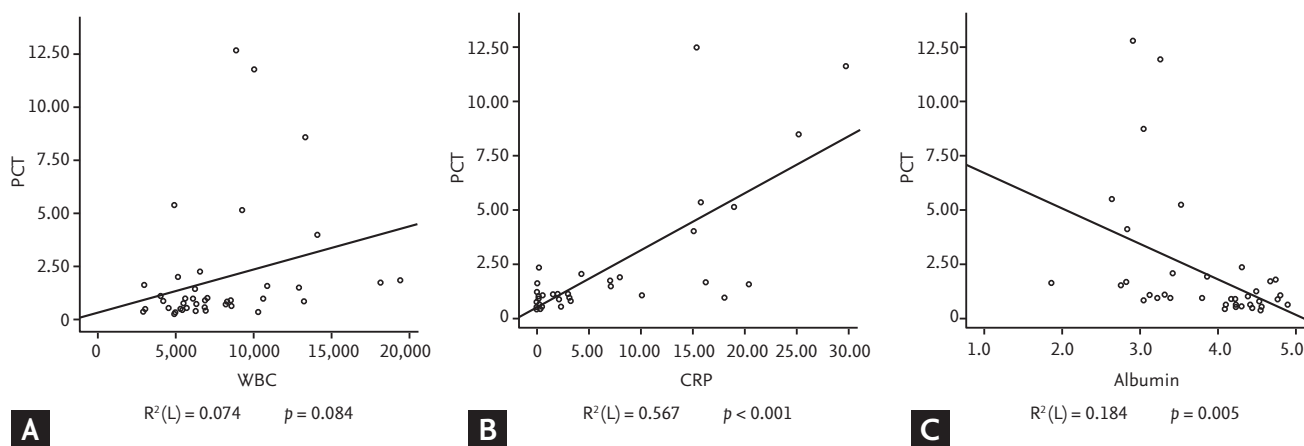 12.50
10.00
7.50
5.00
2.50
0
PCT
0
5,000
10,000
15,000
20,000
WBC
A
R²(L) = 0.074 p = 0.084
12.50
10.00
7.50
5.00
2.50
0
PCT
0
5.00
10.00
15.00
20.00
25.00
30.00
CRP
B
R²(L) = 0.567 p < 0.001
12.50
10.00
7.50
5.00
2.50
0
PCT
1.0
2.0
3.0
4.0
5.0
Albumin
C
R²(L) = 0.184 p = 0.005